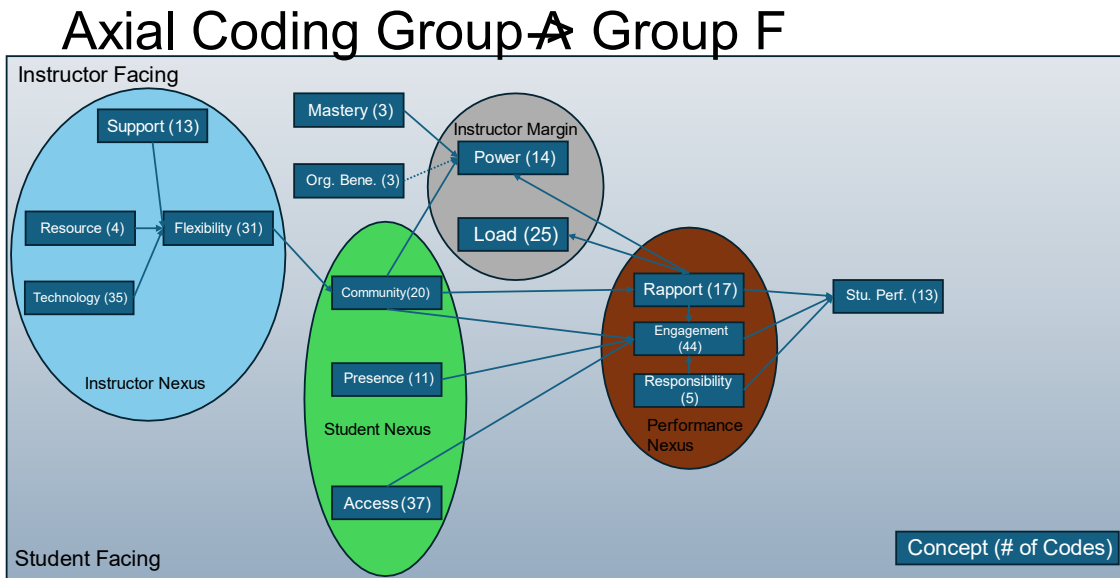 Axial Coding Group A → Group F
Instructor Facing
Support (13)
Resource (4)
Flexibility (31)
Technology (35)
Instructor Nexus
Mastery (3)
Org. Bene. (3)
Instructor Margin
Power (14)
Load (25)
Community(20)
Presence (11)
Student Nexus
Access (37)
Rapport (17)
Engagement
(44)
Responsibility
(5)
Performance
Nexus
Stu. Perf. (13)
Student Facing
Concept (# of Codes)